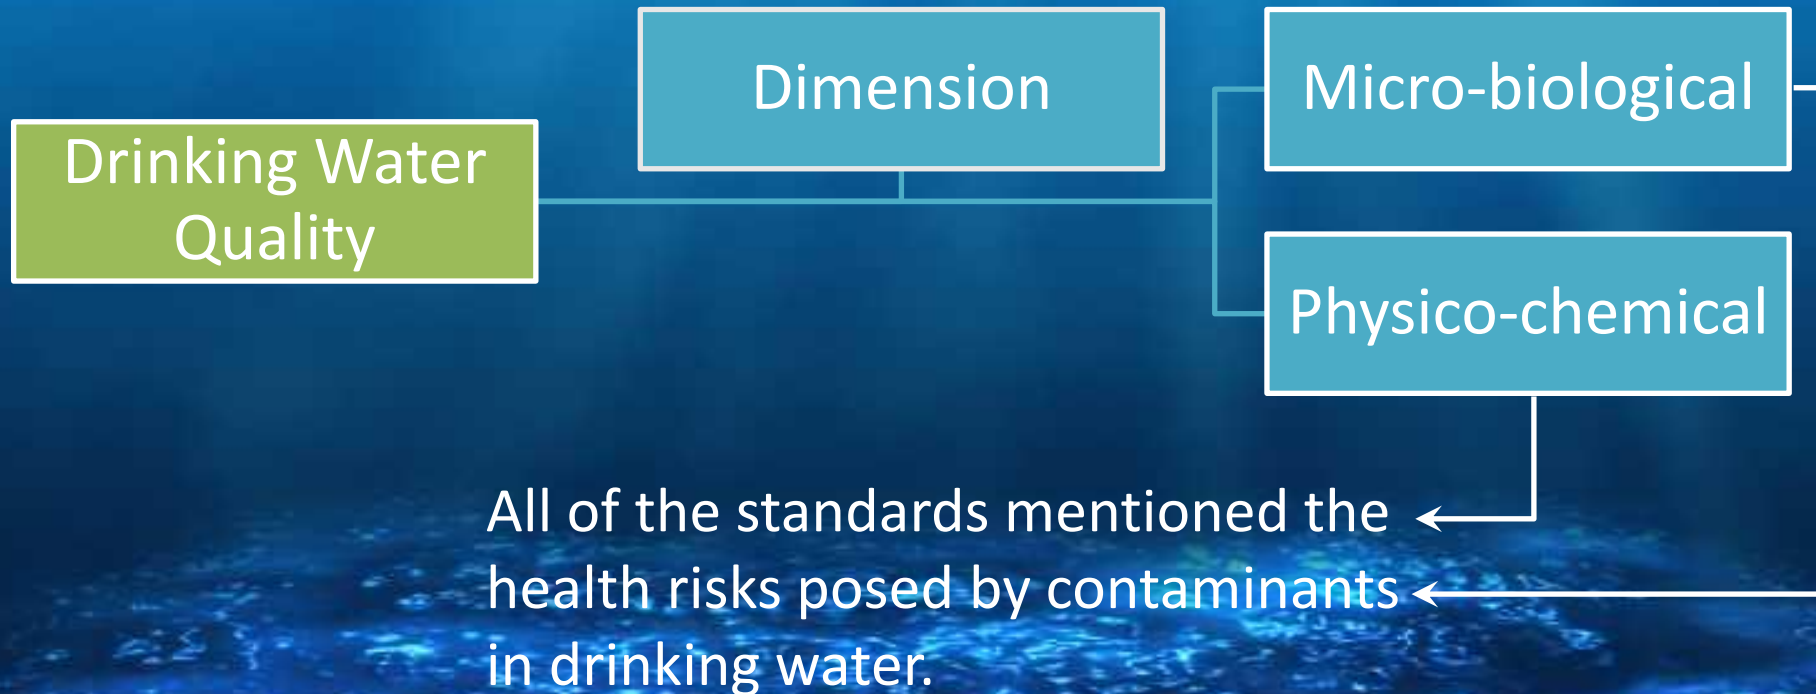 Dimension
Micro-biological
Drinking Water
Quality
Physico-chemical
All of the standards mentioned the
health risks posed by contaminants
in drinking water.